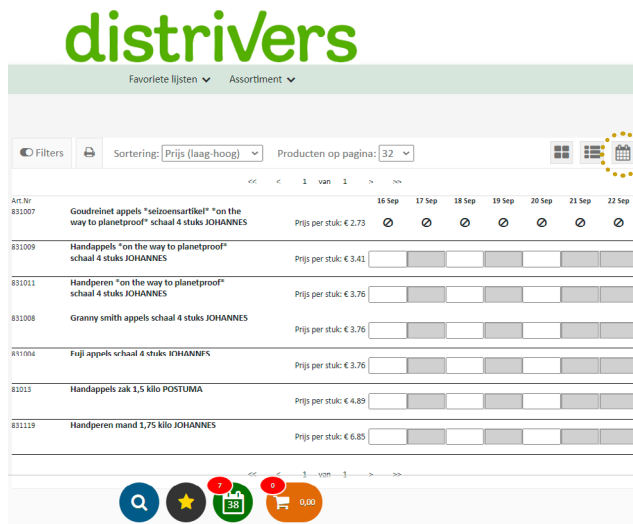 distrivers
Favoriete lijsten Assortiment
Filters Sortering: Prijs (laag-hoog) Producten op pagina: 32
<< < 1 van 1 > >>
Art.Nr 16 Sep 17 Sep 18 Sep 19 Sep 20 Sep 21 Sep 22 Sep
831007 Goudreinet appels *seizoensartikel* *on the
way to planetproof* schaal 4 stuks JOHANNES Prijs per stuk: € 2.73
831009 Handappels *on the way to planetproof*
schaal 4 stuks JOHANNES Prijs per stuk: € 3.41
831011 Handperen *on the way to planetproof*
schaal 4 stuks JOHANNES Prijs per stuk: € 3.76
831008 Granny smith appels schaal 4 stuks JOHANNES
Prijs per stuk: € 3.76
831004 Fuji appels schaal 4 stuks JOHANNES
Prijs per stuk: € 3.76
81013 Handappels zak 1,5 kilo POSTUMA
Prijs per stuk: € 4.89
831119 Handperen mand 1,75 kilo JOHANNES
Prijs per stuk: € 6.85
<< < 1 van 1 > >>
7 0
38 0,00